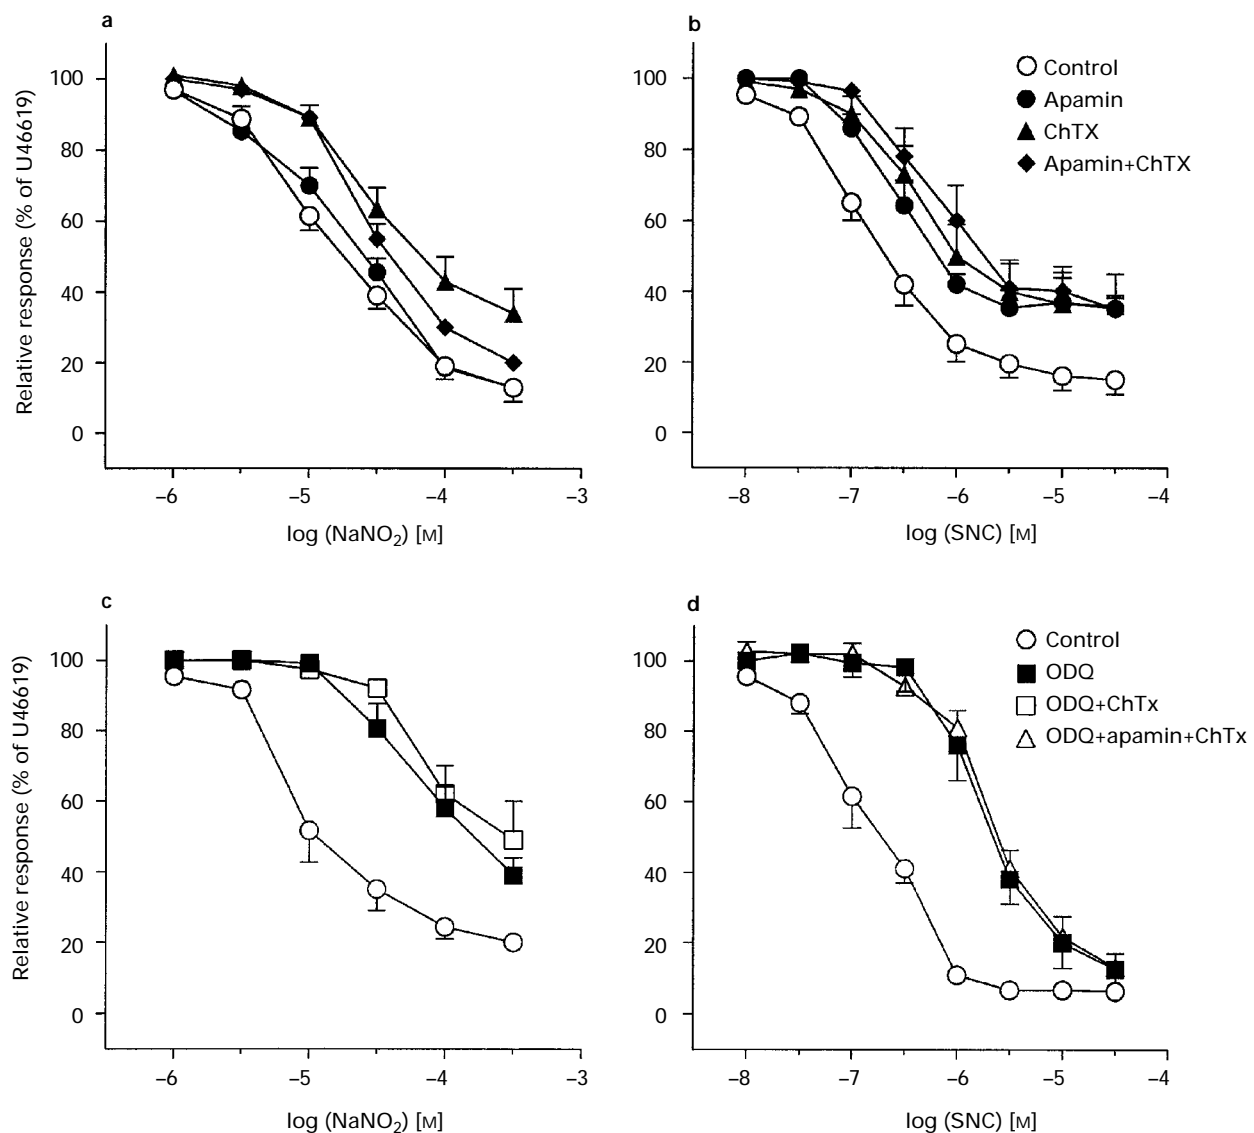 a
Relative response (% of U46619)
100
80
60
40
20
0
–6
–5
–4
–3
log (NaNO₂) [M]
b
100
80
60
40
20
0
–8
–7
–6
–5
–4
log (SNC) [M]
Control
Apamin
ChTX
Apamin+ChTX
c
Relative response (% of U46619)
100
80
60
40
20
0
–6
–5
–4
–3
log (NaNO₂) [M]
d
100
80
60
40
20
0
–8
–7
–6
–5
–4
log (SNC) [M]
Control
ODQ
ODQ+ChTx
ODQ+apamin+ChTx